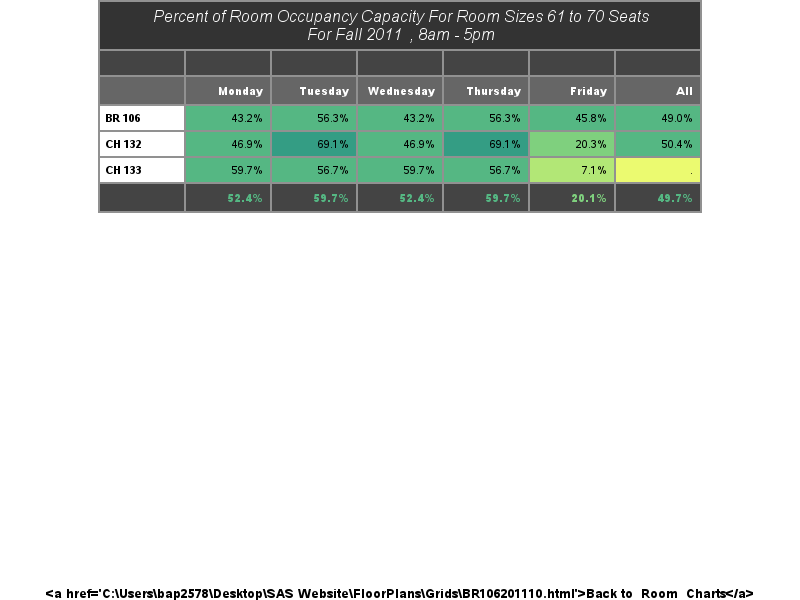 Percent of Room Occupancy Capacity For Room Sizes 61 to 70 Seats
For Fall 2011 , 8am - 5pm
Monday Tuesday Wednesday Thursday Friday All
BR 106 43.2% 56.3% 43.2% 56.3% 45.8% 49.0%
CH 132 46.9% 69.1% 46.9% 69.1% 20.3% 50.4%
CH 133 59.7% 56.7% 59.7% 56.7% 7.1% .
52.4% 59.7% 52.4% 59.7% 20.1% 49.7%
<a href='C:\Users\bap2578\Desktop\SAS Website\FloorPlans\Grids\BR106201110.html'>Back to Room Charts</a>